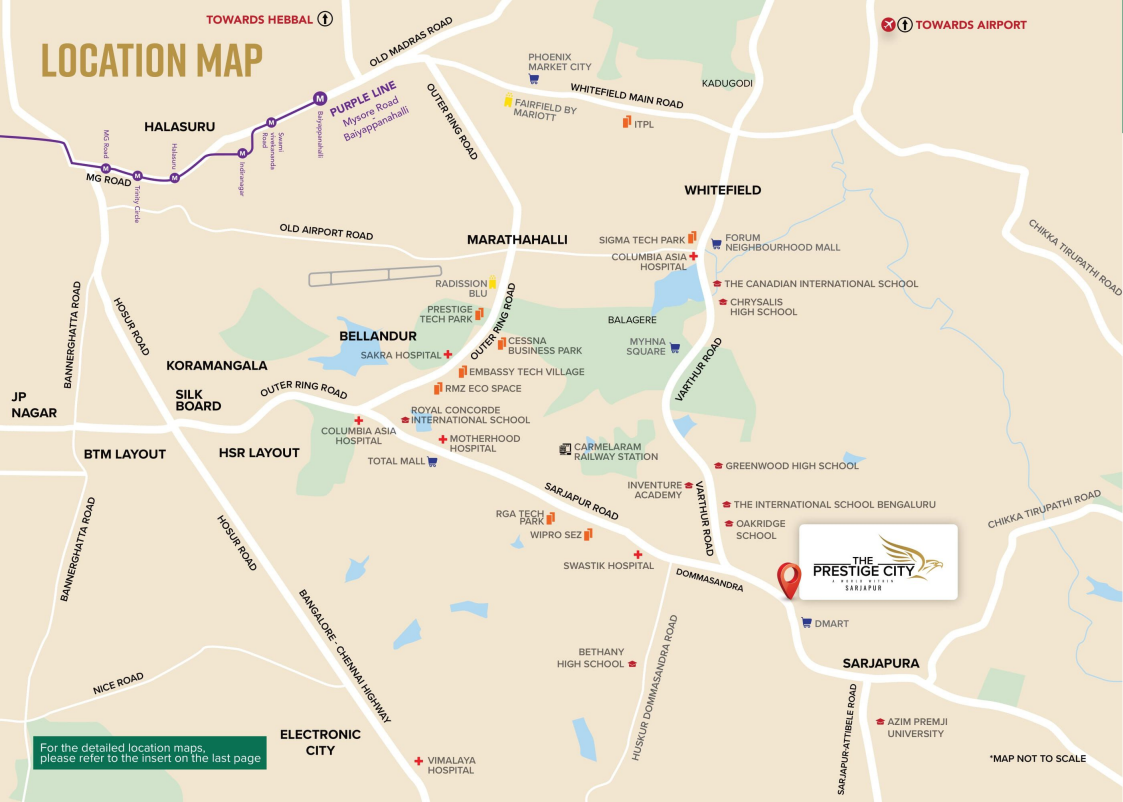 TOWARDS HEBBAL
TOWARDS AIRPORT
LOCATION MAP
OLD MADRAS ROAD
PHOENIX
MARKET CITY
KADUGODI
PURPLE LINE
Mysore Road
-
Baiyappanahalli
OUTER RING ROAD
WHITEFIELD MAIN ROAD
FAIRFIELD BY
MARIOTT
ITPL
HALASURU
M
Baiyappanahalli
M
Swami
vivekananda
Road
M
Indiranagar
M
Halasuru
M
Trinity Circle
M
MG Road
MG ROAD
WHITEFIELD
OLD AIRPORT ROAD
MARATHAHALLI
SIGMA TECH PARK
FORUM
NEIGHBOURHOOD MALL
COLUMBIA ASIA
HOSPITAL
CHIKKA TIRUPATHI ROAD
RADISSION
BLU
THE CANADIAN INTERNATIONAL SCHOOL
CHRYSALIS
HIGH SCHOOL
BANNERGHATTA ROAD
HOSUR ROAD
PRESTIGE
TECH PARK
OUTER RING ROAD
BALAGERE
BELLANDUR
CESSNA
BUSINESS PARK
MYHNA
SQUARE
SAKRA HOSPITAL
VARTHUR ROAD
KORAMANGALA
EMBASSY TECH VILLAGE
RMZ ECO SPACE
OUTER RING ROAD
JP
NAGAR
SILK
BOARD
ROYAL CONCORDE
INTERNATIONAL SCHOOL
COLUMBIA ASIA
HOSPITAL
MOTHERHOOD
HOSPITAL
CARMELARAM
RAILWAY STATION
BTM LAYOUT
HSR LAYOUT
TOTAL MALL
GREENWOOD HIGH SCHOOL
INVENTURE
ACADEMY
SARJAPUR ROAD
VARTHUR ROAD
THE INTERNATIONAL SCHOOL BENGALURU
CHIKKA TIRUPATHI ROAD
RGA TECH
PARK
WIPRO SEZ
OAKRIDGE
SCHOOL
BANNERGHATTA ROAD
HOSUR ROAD
SWASTIK HOSPITAL
DOMMASANDRA
THE
PRESTIGE CITY
A WORLD WITHIN
SARJAPUR
BANGALORE - CHENNAI HIGHWAY
DMART
BETHANY
HIGH SCHOOL
HUSKUR DOMMASANDRA ROAD
SARJAPURA
NICE ROAD
SARJAPUR-ATTIBELE ROAD
AZIM PREMJI
UNIVERSITY
ELECTRONIC
CITY
For the detailed location maps,
please refer to the insert on the last page
VIMALAYA
HOSPITAL
*MAP NOT TO SCALE